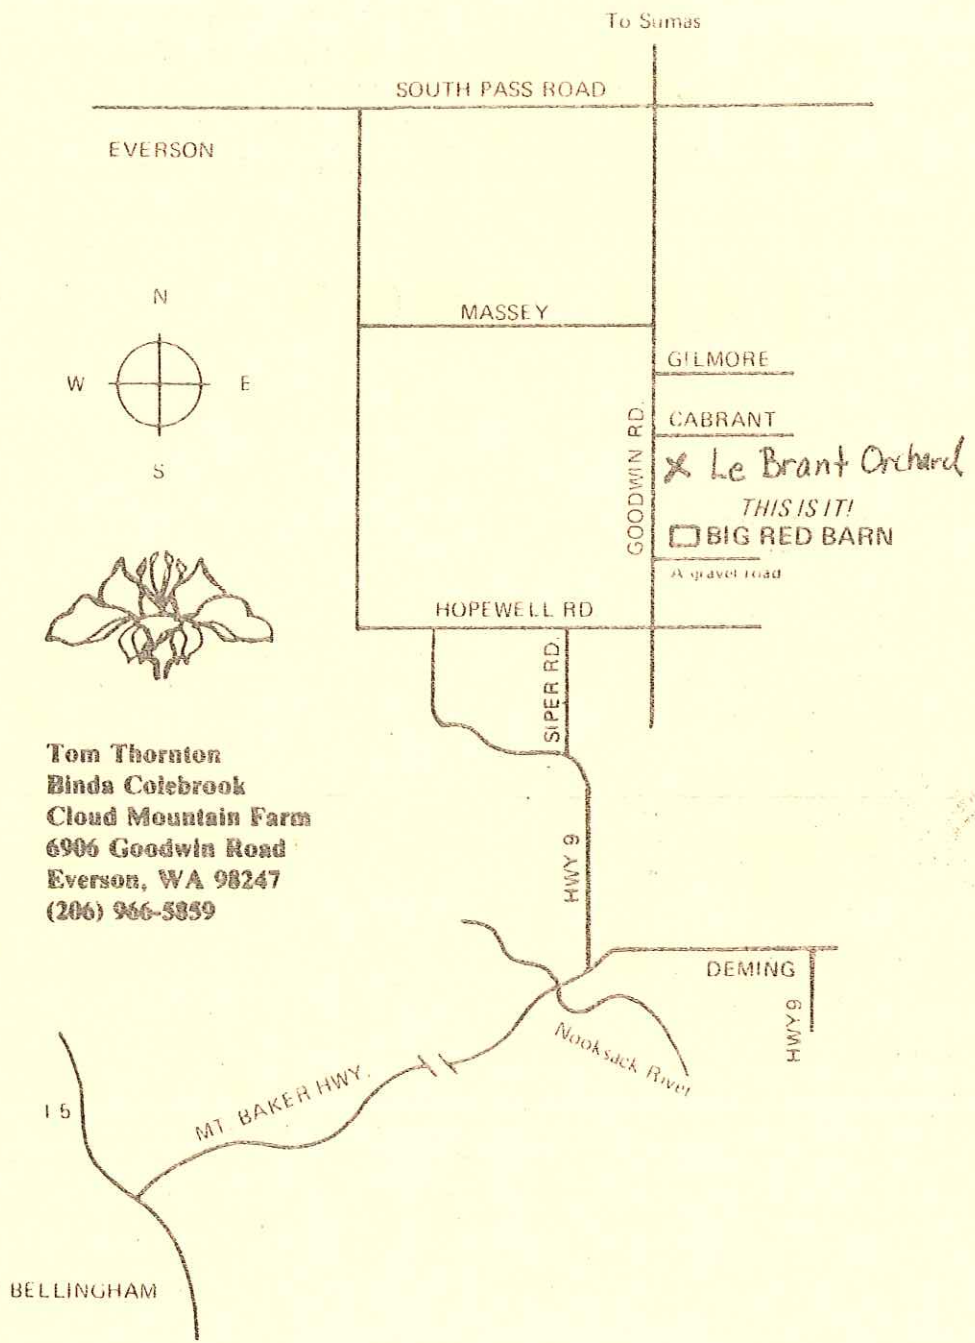 To Sumas
SOUTH PASS ROAD
EVERSON
N
W E
S
MASSEY
GILMORE
CABRANT
GOODWIN RD.
x Le Brant Orchard
THIS IS IT!
BIG RED BARN
A gravel road
HOPEWELL RD
SIPER RD.
Tom Thornton
Binda Colebrook
Cloud Mountain Farm
6906 Goodwin Road
Everson, WA 98247
(206) 966-5859
HWY 9
DEMING
HWY 9
Nooksack River
MT. BAKER HWY.
I 5
BELLINGHAM